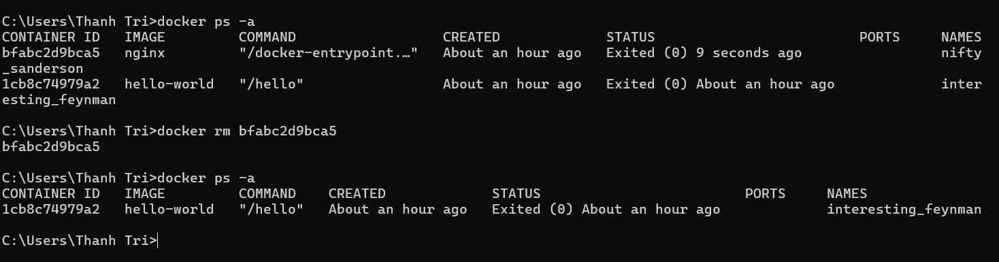 C:\Users\Thanh Tri>docker ps -a
CONTAINER ID   IMAGE         COMMAND                  CREATED             STATUS                         PORTS     NAMES
bfabc2d9bca5   nginx         "/docker-entrypoint.…"   About an hour ago   Exited (0) 9 seconds ago                 nifty
_sanderson
1cb8c74979a2   hello-world   "/hello"                 About an hour ago   Exited (0) About an hour ago             inter
esting_feynman
C:\Users\Thanh Tri>docker rm bfabc2d9bca5
bfabc2d9bca5
C:\Users\Thanh Tri>docker ps -a
CONTAINER ID   IMAGE         COMMAND    CREATED             STATUS                         PORTS     NAMES
1cb8c74979a2   hello-world   "/hello"   About an hour ago   Exited (0) About an hour ago             interesting_feynman
C:\Users\Thanh Tri>